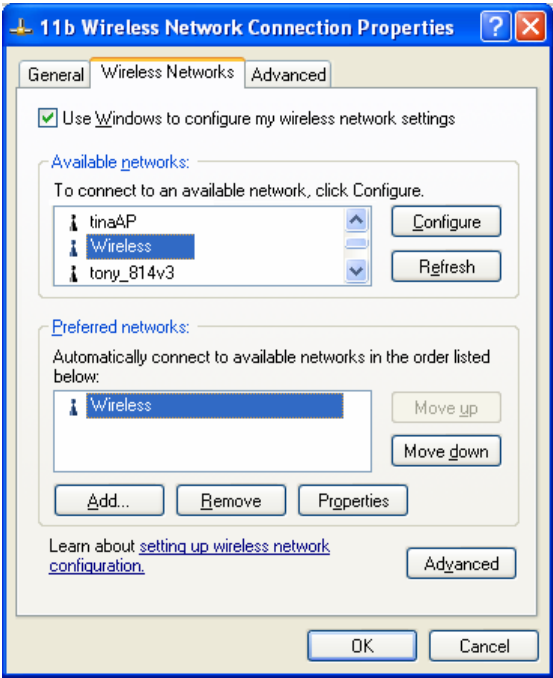 11b Wireless Network Connection Properties
General Wireless Networks Advanced
Use Windows to configure my wireless network settings
Available networks:
To connect to an available network, click Configure.
tinaAP
Wireless
tony_814v3
Configure
Refresh
Preferred networks:
Automatically connect to available networks in the order listed
below:
Wireless
Move up
Move down
Add... Remove Properties
Learn about setting up wireless network
configuration.
Advanced
OK Cancel